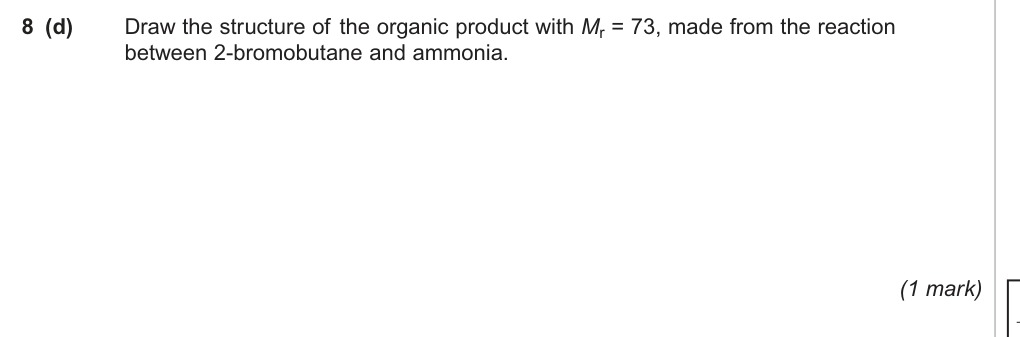 8 (d) Draw the structure of the organic product with Mr = 73, made from the reaction
between 2-bromobutane and ammonia.
(1 mark)